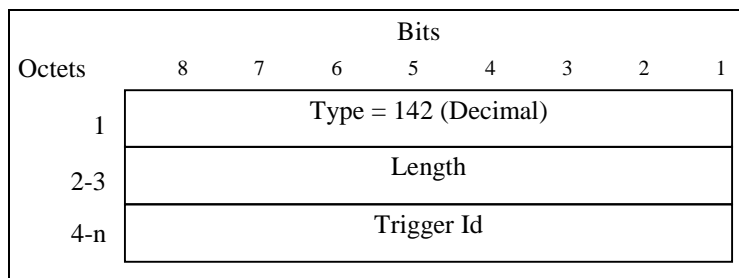 Bits
Octets 8 7 6 5 4 3 2 1
1 Type = 142 (Decimal)
2-3 Length
4-n Trigger Id